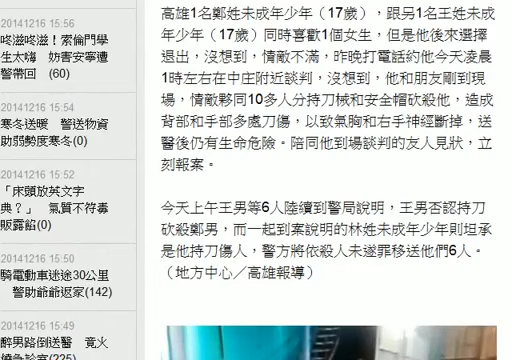 20141216 15:56
咚滋咚滋！索倫門學
生太嗨　妨害安寧遭
警帶回　(60)
20141216 15:54
寒冬送暖　警送物資
助弱勢度寒冬(0)
20141216 15:52
「床頭放英文字
典？」　氣質不符毒
販露餡(0)
20141216 15:50
騎電動車迷途30公里
警助爺爺返家(142)
20141216 15:49
醉男路倒送醫　竟火
燒急診室(225)
高雄1名鄭姓未成年少年（17歲），跟另1名王姓未成
年少年（17歲）同時喜歡1個女生，但是他後來選擇
退出，沒想到，情敵不滿，昨晚打電話約他今天凌晨
1時左右在中庄附近談判，沒想到，他和朋友剛到現
場，情敵夥同10多人分持刀械和安全帽砍殺他，造成
背部和手部多處刀傷，以致氣胸和右手神經斷掉，送
醫後仍有生命危險。陪同他到場談判的友人見狀，立
刻報案。
今天上午王男等6人陸續到警局說明，王男否認持刀
砍殺鄭男，而一起到案說明的林姓未成年少年則坦承
是他持刀傷人，警方將依殺人未遂罪移送他們6人。
（地方中心／高雄報導）